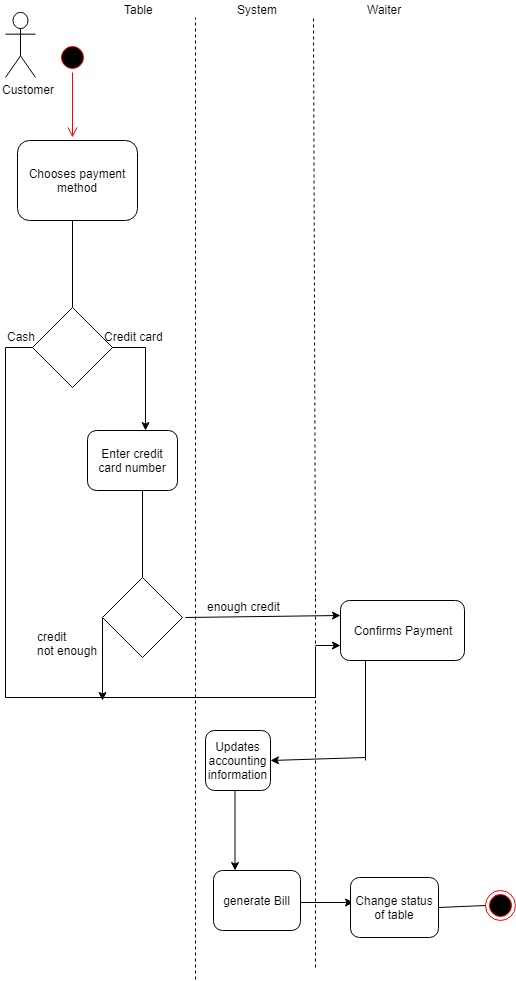 Table
System
Waiter
Customer
Chooses payment
method
Cash
Credit card
Enter credit
card number
enough credit
credit
not enough
Confirms Payment
Updates
accounting
information
generate Bill
Change status
of table